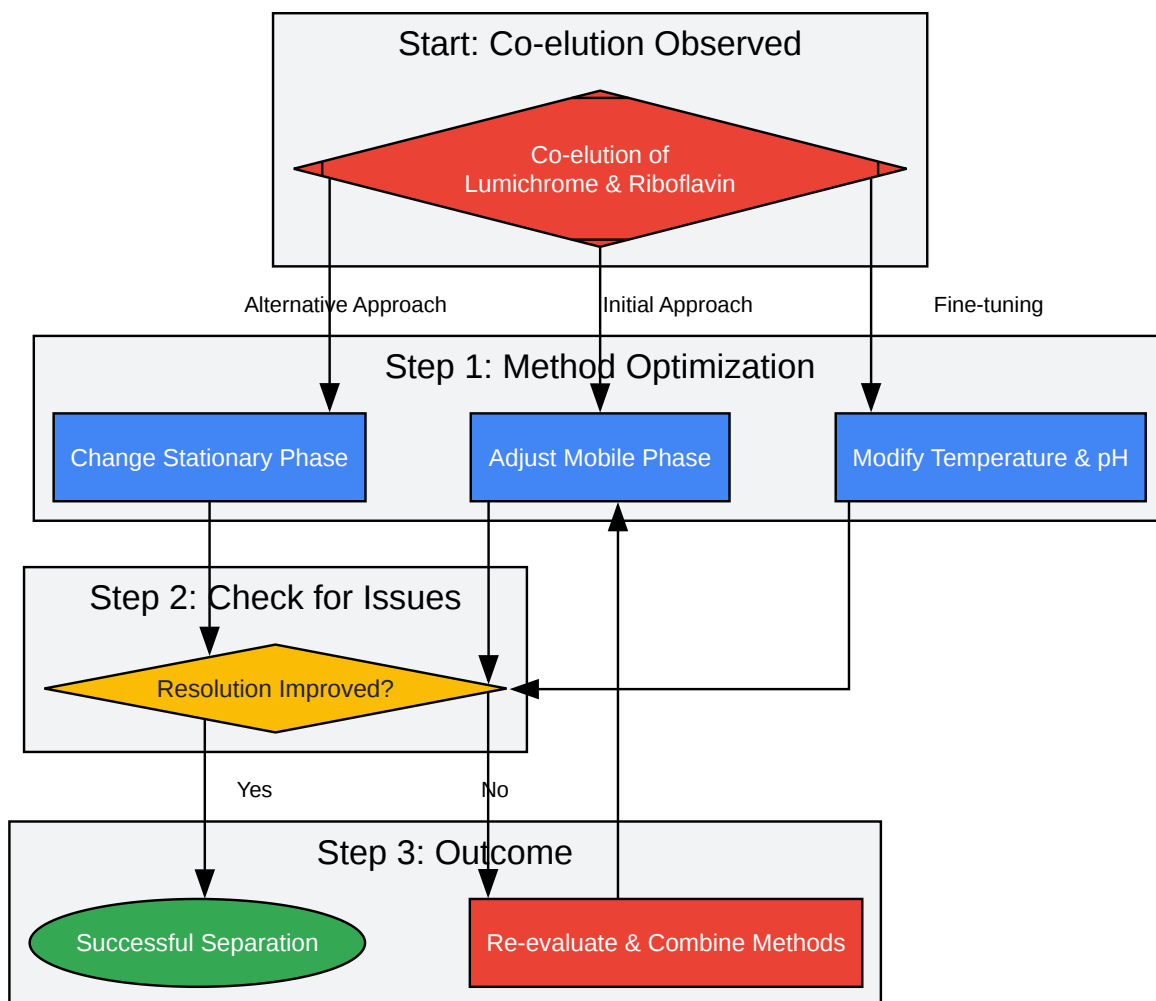 Start: Co-elution Observed
Co-elution of
Lumichrome & Riboflavin
Alternative Approach
Initial Approach
Fine-tuning
Step 1: Method Optimization
Change Stationary Phase
Adjust Mobile Phase
Modify Temperature & pH
Step 2: Check for Issues
Resolution Improved?
Yes
No
Step 3: Outcome
Successful Separation
Re-evaluate & Combine Methods